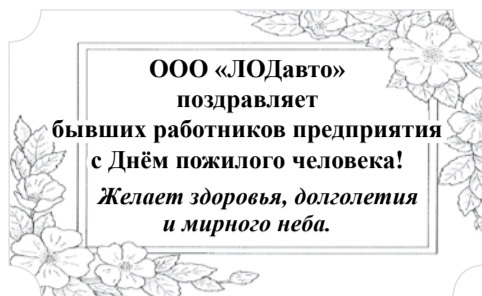 ООО «ЛОДавто»
поздравляет
бывших работников предприятия
с Днём пожилого человека!
Желает здоровья, долголетия
и мирного неба.